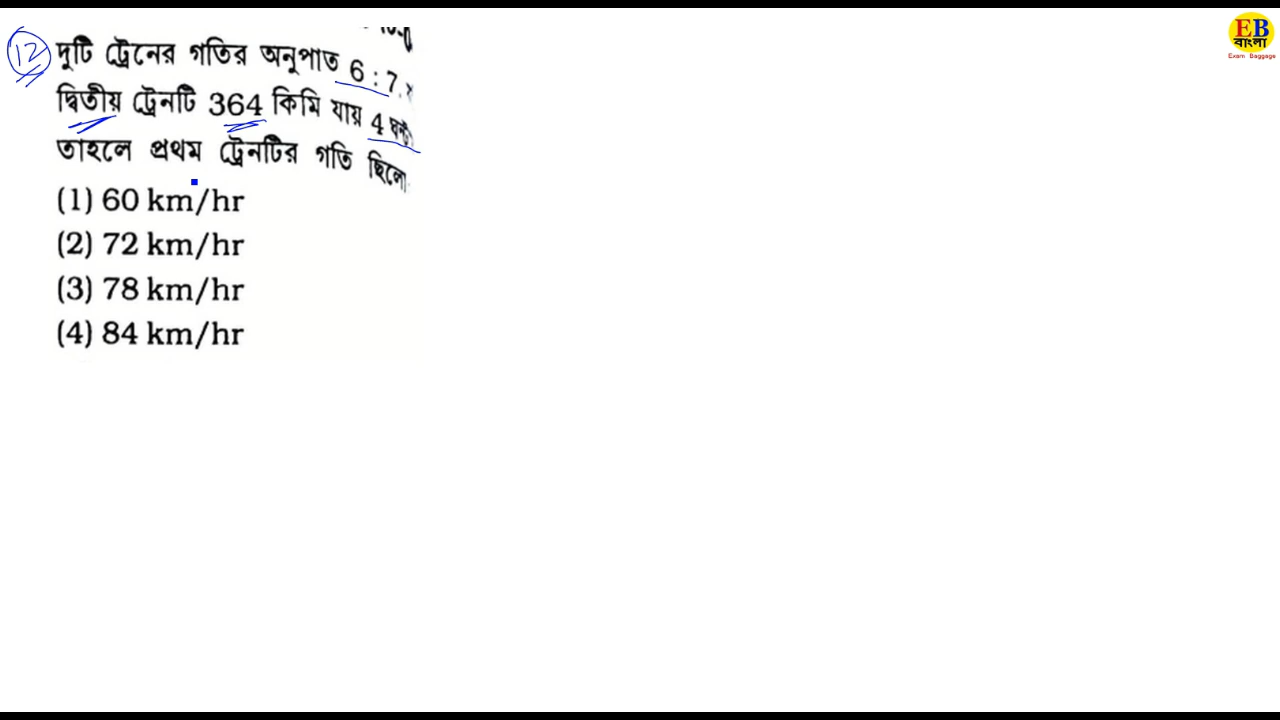 EB
বাংলা
Exam Baggage
12
দুটি ট্রেনের গতির অনুপাত 6 : 7.
দ্বিতীয় ট্রেনটি 364 কিমি যায় 4
তাহলে প্রথম ট্রেনটির গতি ছিলো
(1) 60 km/hr
(2) 72 km/hr
(3) 78 km/hr
(4) 84 km/hr